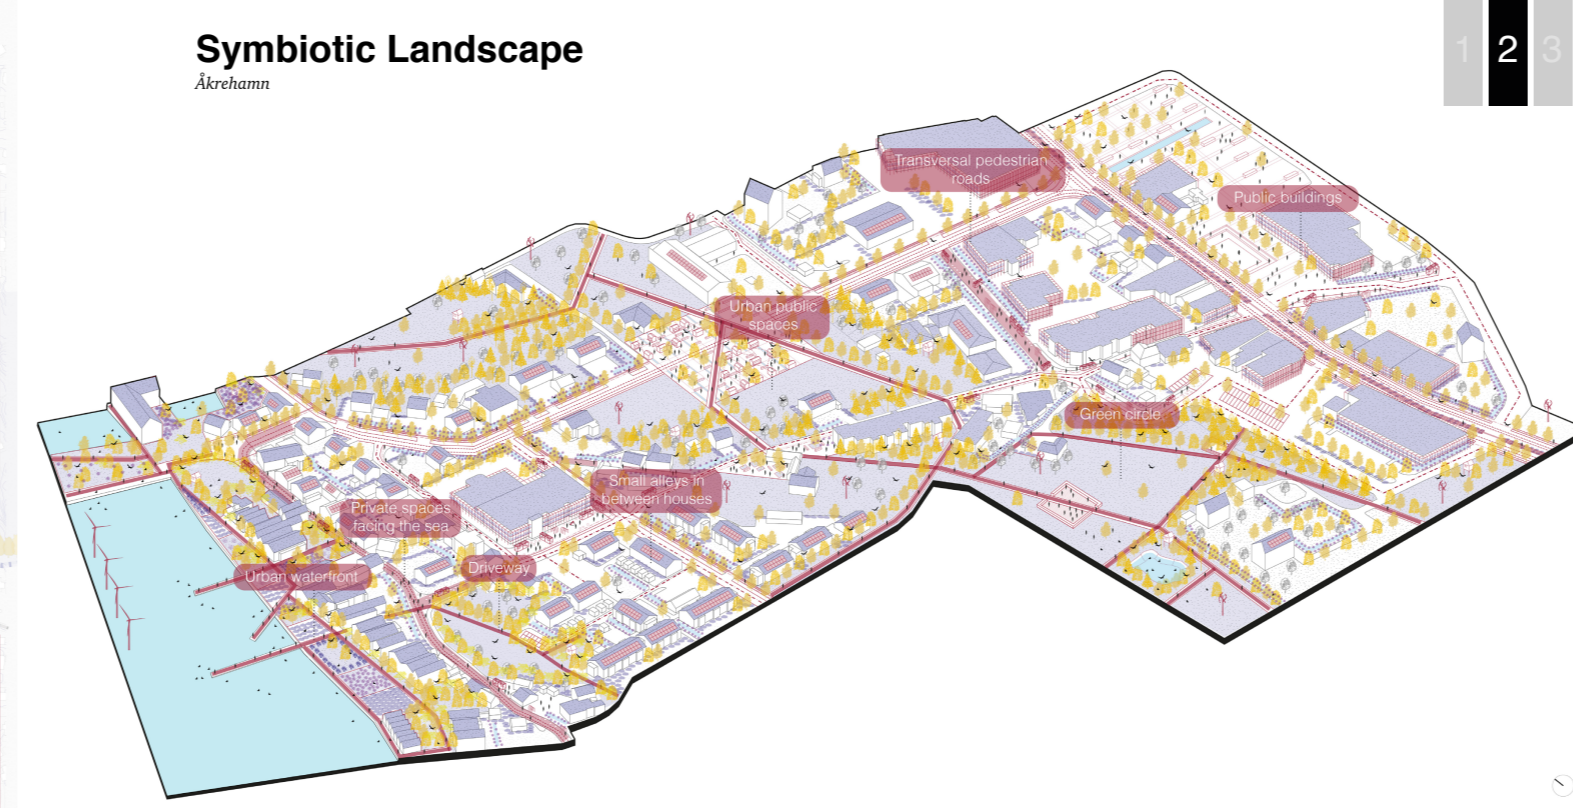 Symbiotic Landscape
Åkrehamn
1 2 3
Transversal pedestrian
roads
Public buildings
Urban public
spaces
Green circle
Small alleys in
between houses
Private spaces
facing the sea
Driveway
Urban waterfront